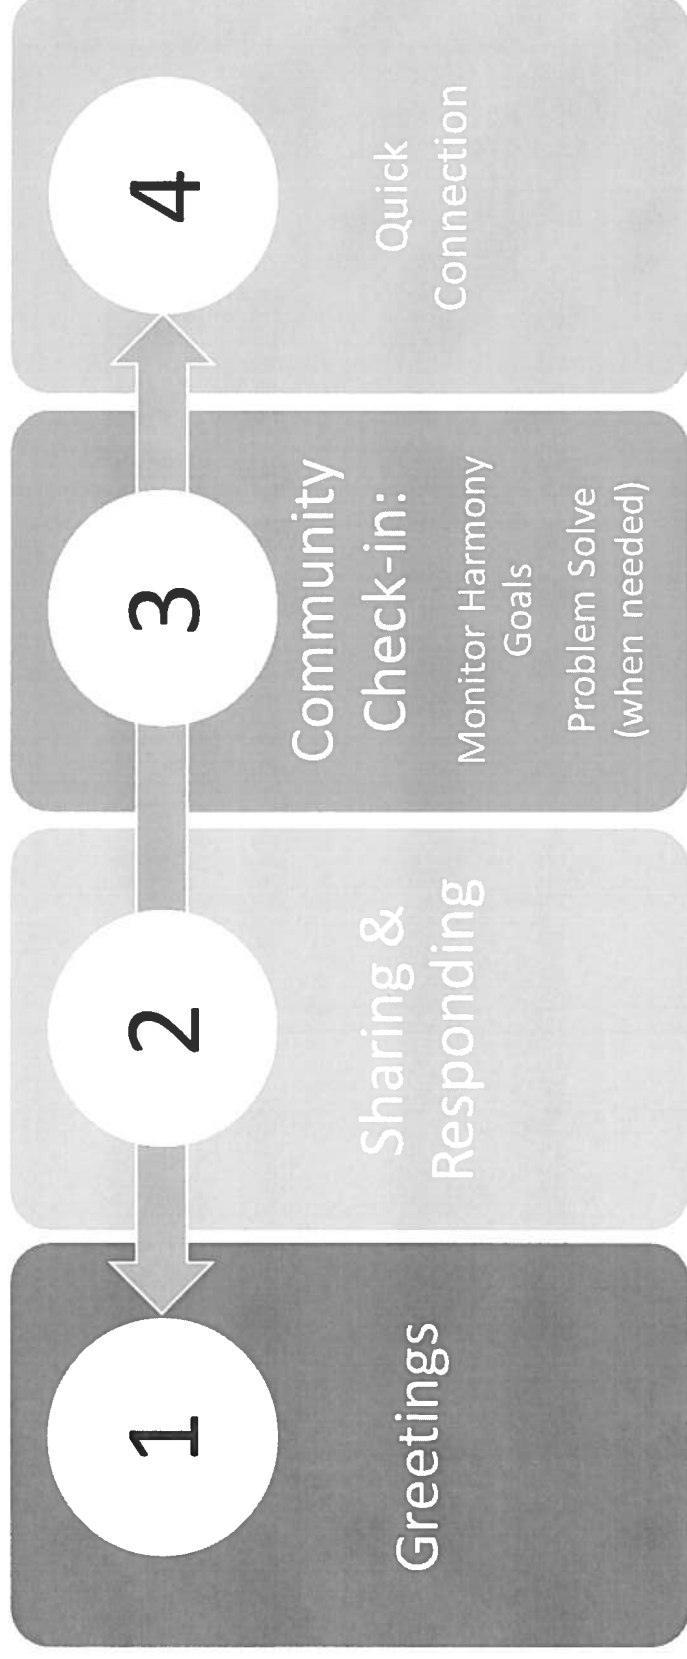 1
Greetings
2
Sharing &
Responding
3
Community
Check-in:
Monitor Harmony
Goals
Problem Solve
(when needed)
4
Quick
Connection